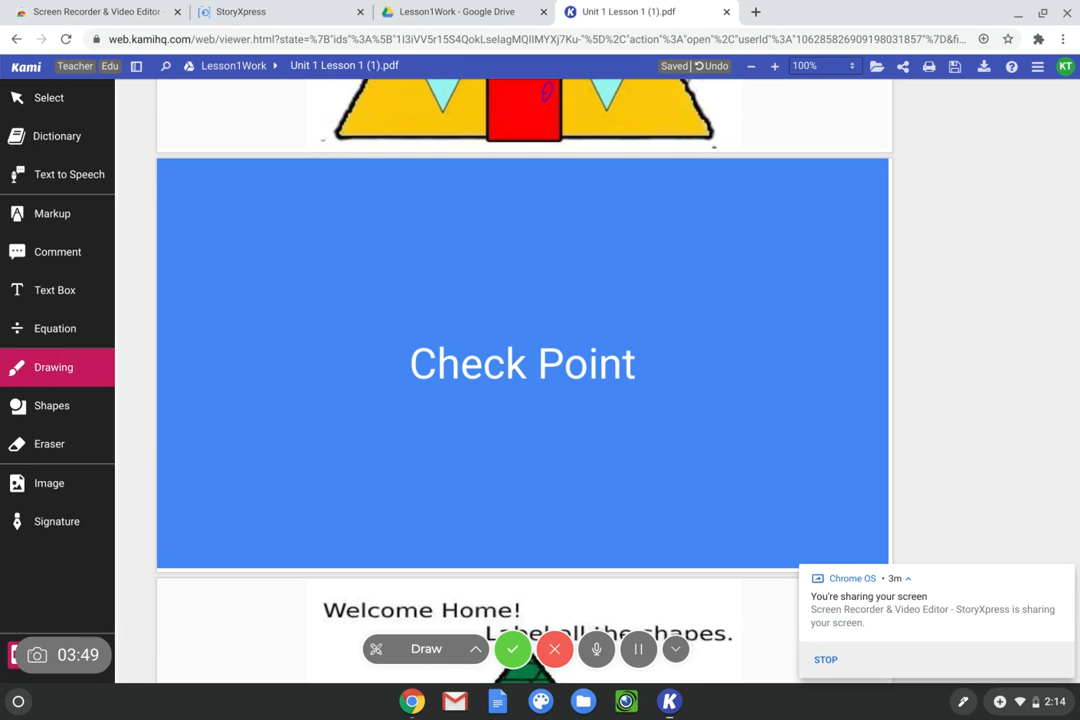 Screen Recorder & Video Editor -
StoryXpress
Lesson1Work - Google Drive
Unit 1 Lesson 1 (1).pdf
web.kamihq.com/web/viewer.html?state=%7B"ids"%3A%5B"1I3iVV5r15S4QokLseIagMQIIMYXj7Ku-"%5D%2C"action"%3A"open"%2C"userId"%3A"106285826909198031857"%7D&fi...
Kami Teacher Edu
Lesson1Work
Unit 1 Lesson 1 (1).pdf
Saved | Undo
100%
KT
Select
Dictionary
Text to Speech
Markup
Comment
Text Box
Equation
Drawing
Shapes
Eraser
Image
Signature
Check Point
Welcome Home!
Label all the shapes.
Chrome OS • 3m
You're sharing your screen
Screen Recorder & Video Editor - StoryXpress is sharing
your screen.
STOP
03:49
Draw
2:14